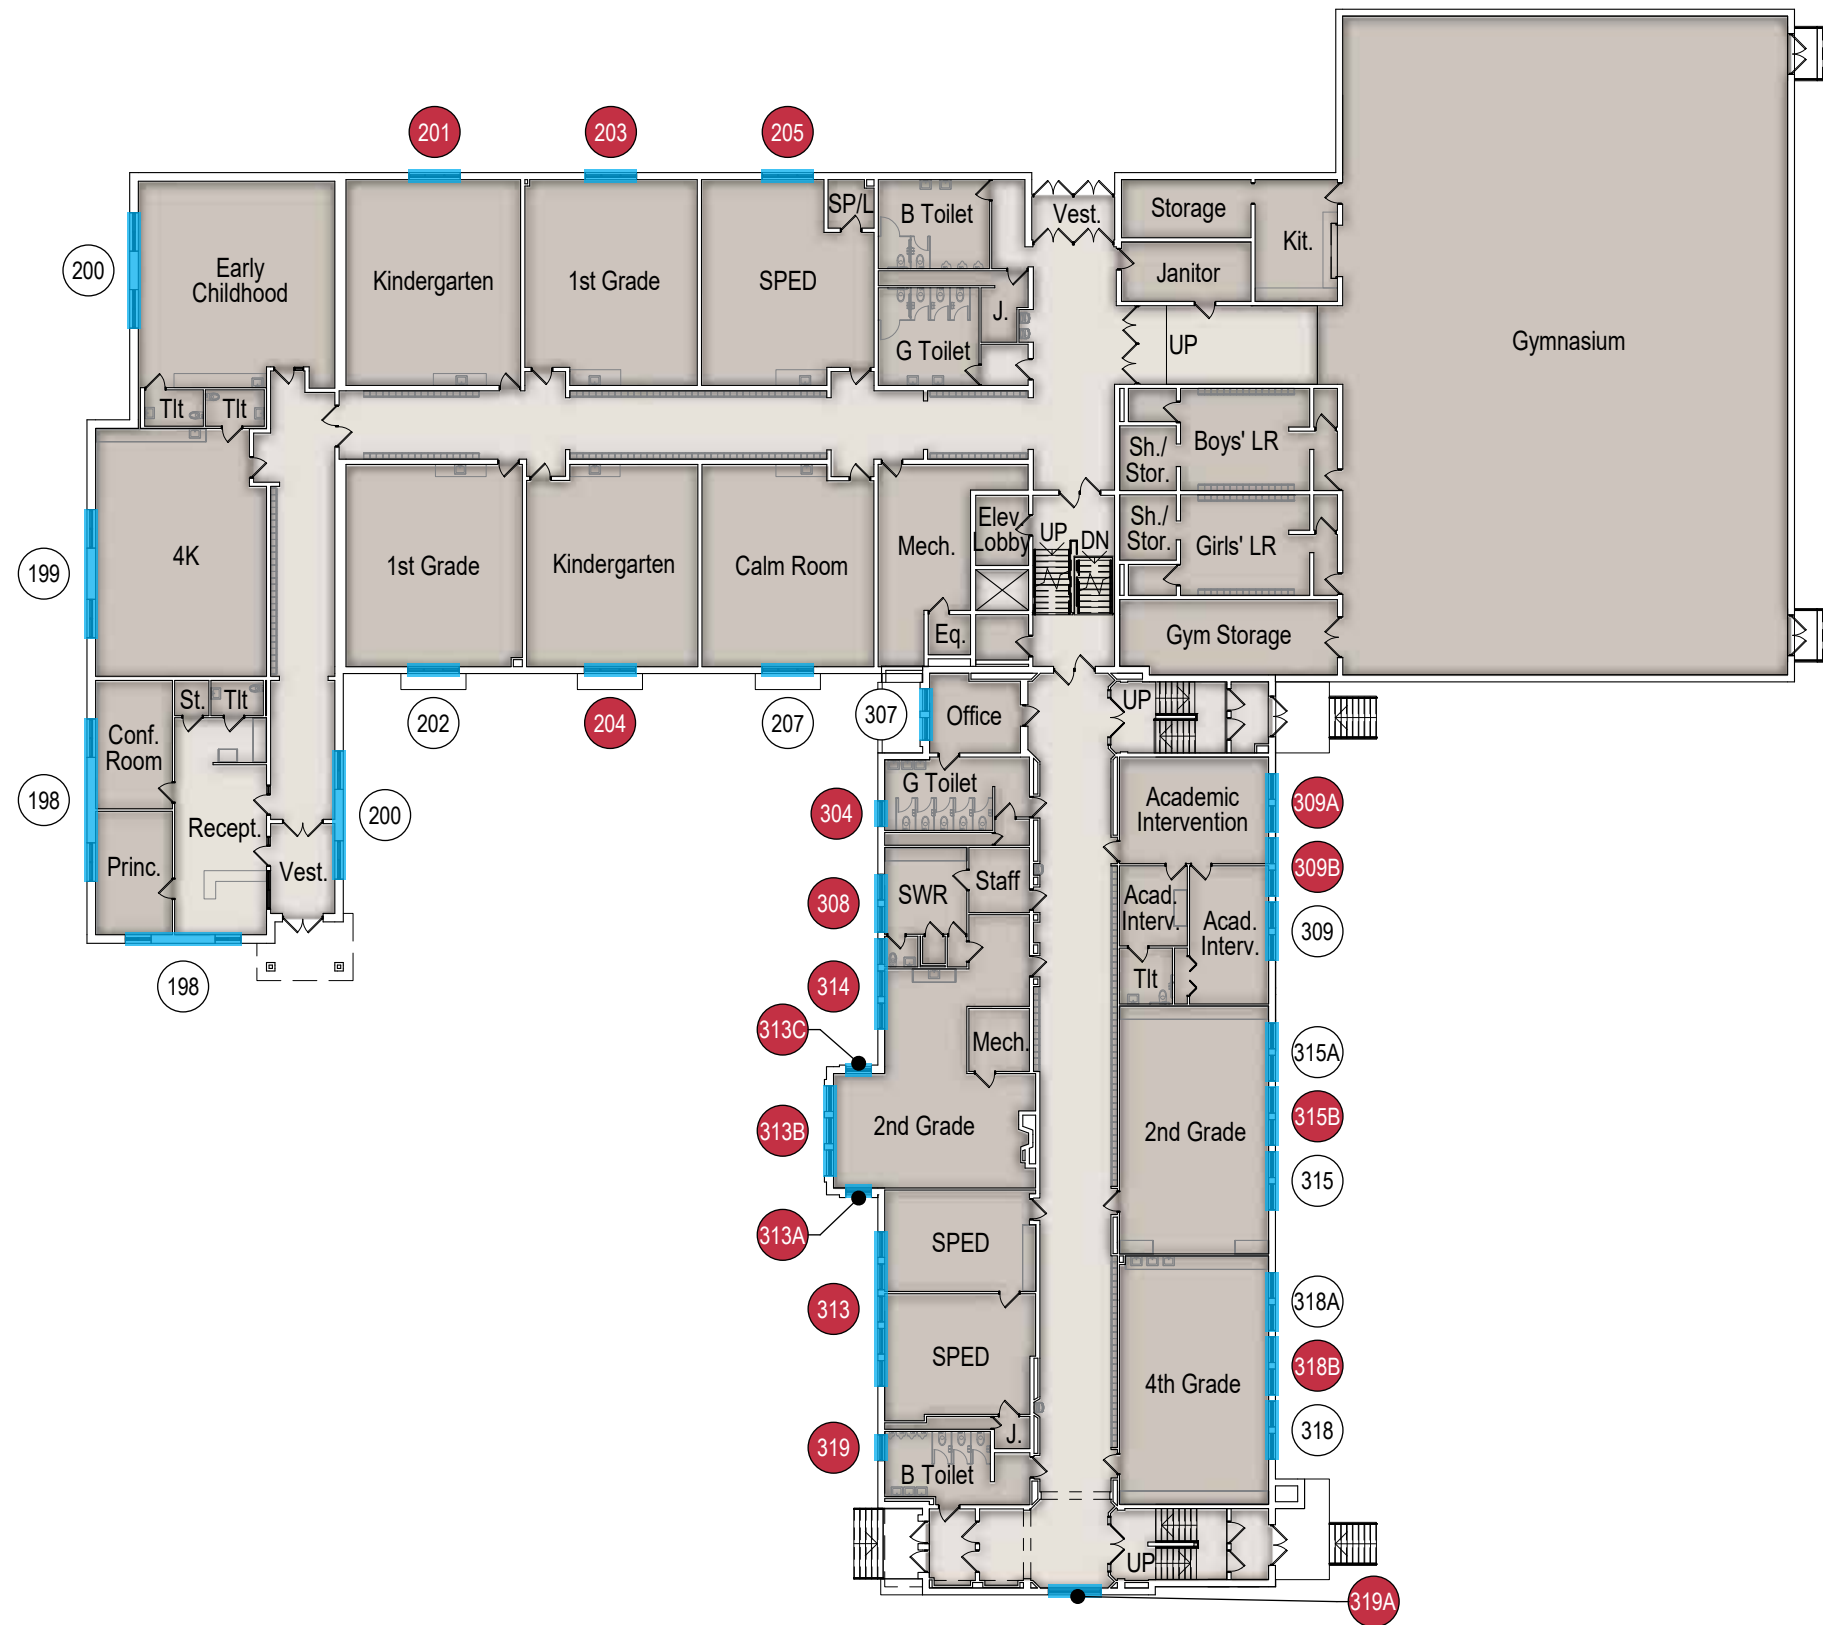 201
203
205
SP/L
B Toilet
Vest.
Storage
Kit.
200
Early
Childhood
Kindergarten
1st Grade
SPED
Janitor
J.
G Toilet
UP
Gymnasium
Tlt
Tlt
Boys' LR
Sh./
Stor.
199
4K
1st Grade
Kindergarten
Calm Room
Mech.
Elev.
Lobby
UP
DN
Sh./
Stor.
Girls' LR
Eq.
Gym Storage
St.
Tlt
202
204
207
307
Office
UP
Conf.
Room
198
Princ.
Recept.
Vest.
200
198
304
G Toilet
Academic
Intervention
309A
309B
308
SWR
Staff
Acad.
Interv.
Acad.
Interv.
309
314
Tlt
313C
Mech.
315A
313B
2nd Grade
2nd Grade
315B
315
313A
SPED
313
SPED
4th Grade
318A
318B
318
319
J.
B Toilet
UP
319A